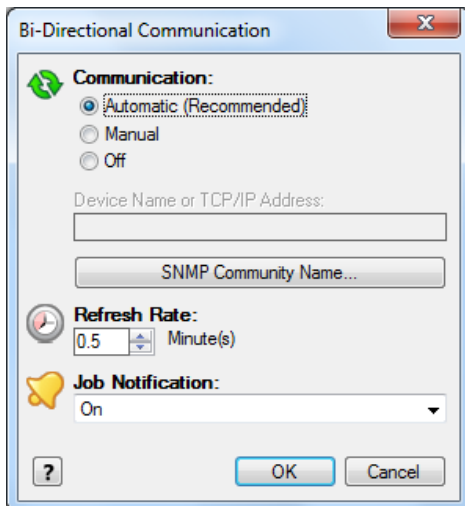 Bi-Directional Communication
Communication:
Automatic (Recommended)
Manual
Off
Device Name or TCP/IP Address:
SNMP Community Name...
Refresh Rate:
0.5 Minute(s)
Job Notification:
On
? OK Cancel